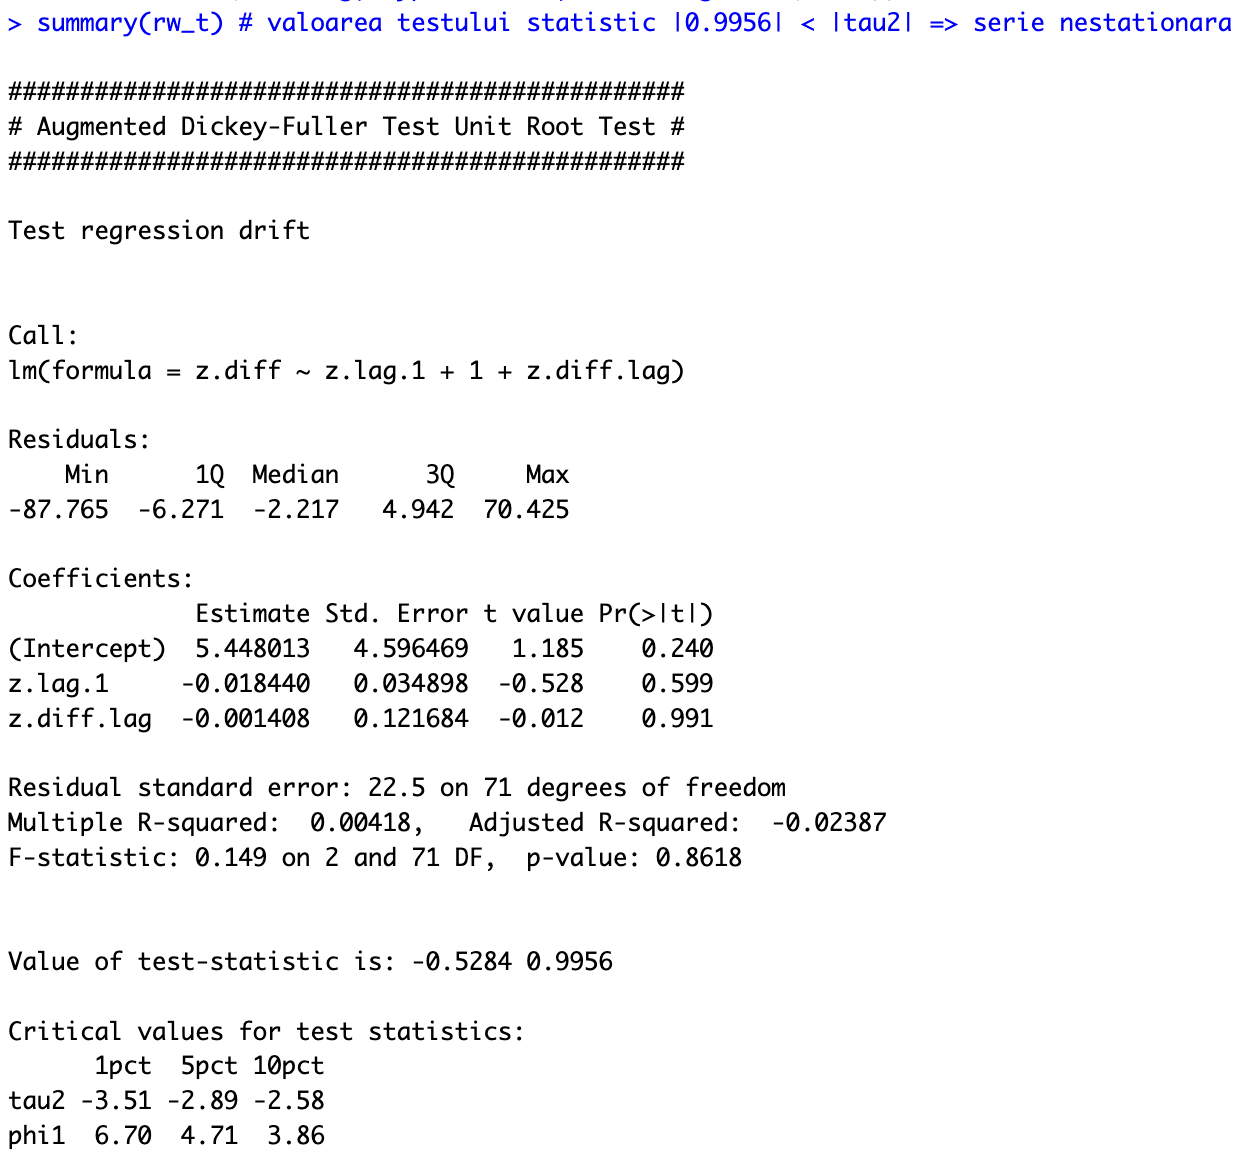 > summary(rw_t) # valoarea testului statistic |0.9956| < |tau2| => serie nestationara
###############################################
# Augmented Dickey-Fuller Test Unit Root Test #
###############################################
Test regression drift
Call:
lm(formula = z.diff ~ z.lag.1 + 1 + z.diff.lag)
Residuals:
    Min      1Q  Median      3Q     Max
-87.765  -6.271  -2.217   4.942  70.425
Coefficients:
             Estimate Std. Error t value Pr(>|t|)
(Intercept)  5.448013   4.596469   1.185    0.240
z.lag.1     -0.018440   0.034898  -0.528    0.599
z.diff.lag  -0.001408   0.121684  -0.012    0.991
Residual standard error: 22.5 on 71 degrees of freedom
Multiple R-squared:  0.00418,   Adjusted R-squared:  -0.02387
F-statistic: 0.149 on 2 and 71 DF,  p-value: 0.8618
Value of test-statistic is: -0.5284 0.9956
Critical values for test statistics:
      1pct  5pct 10pct
tau2 -3.51 -2.89 -2.58
phi1  6.70  4.71  3.86